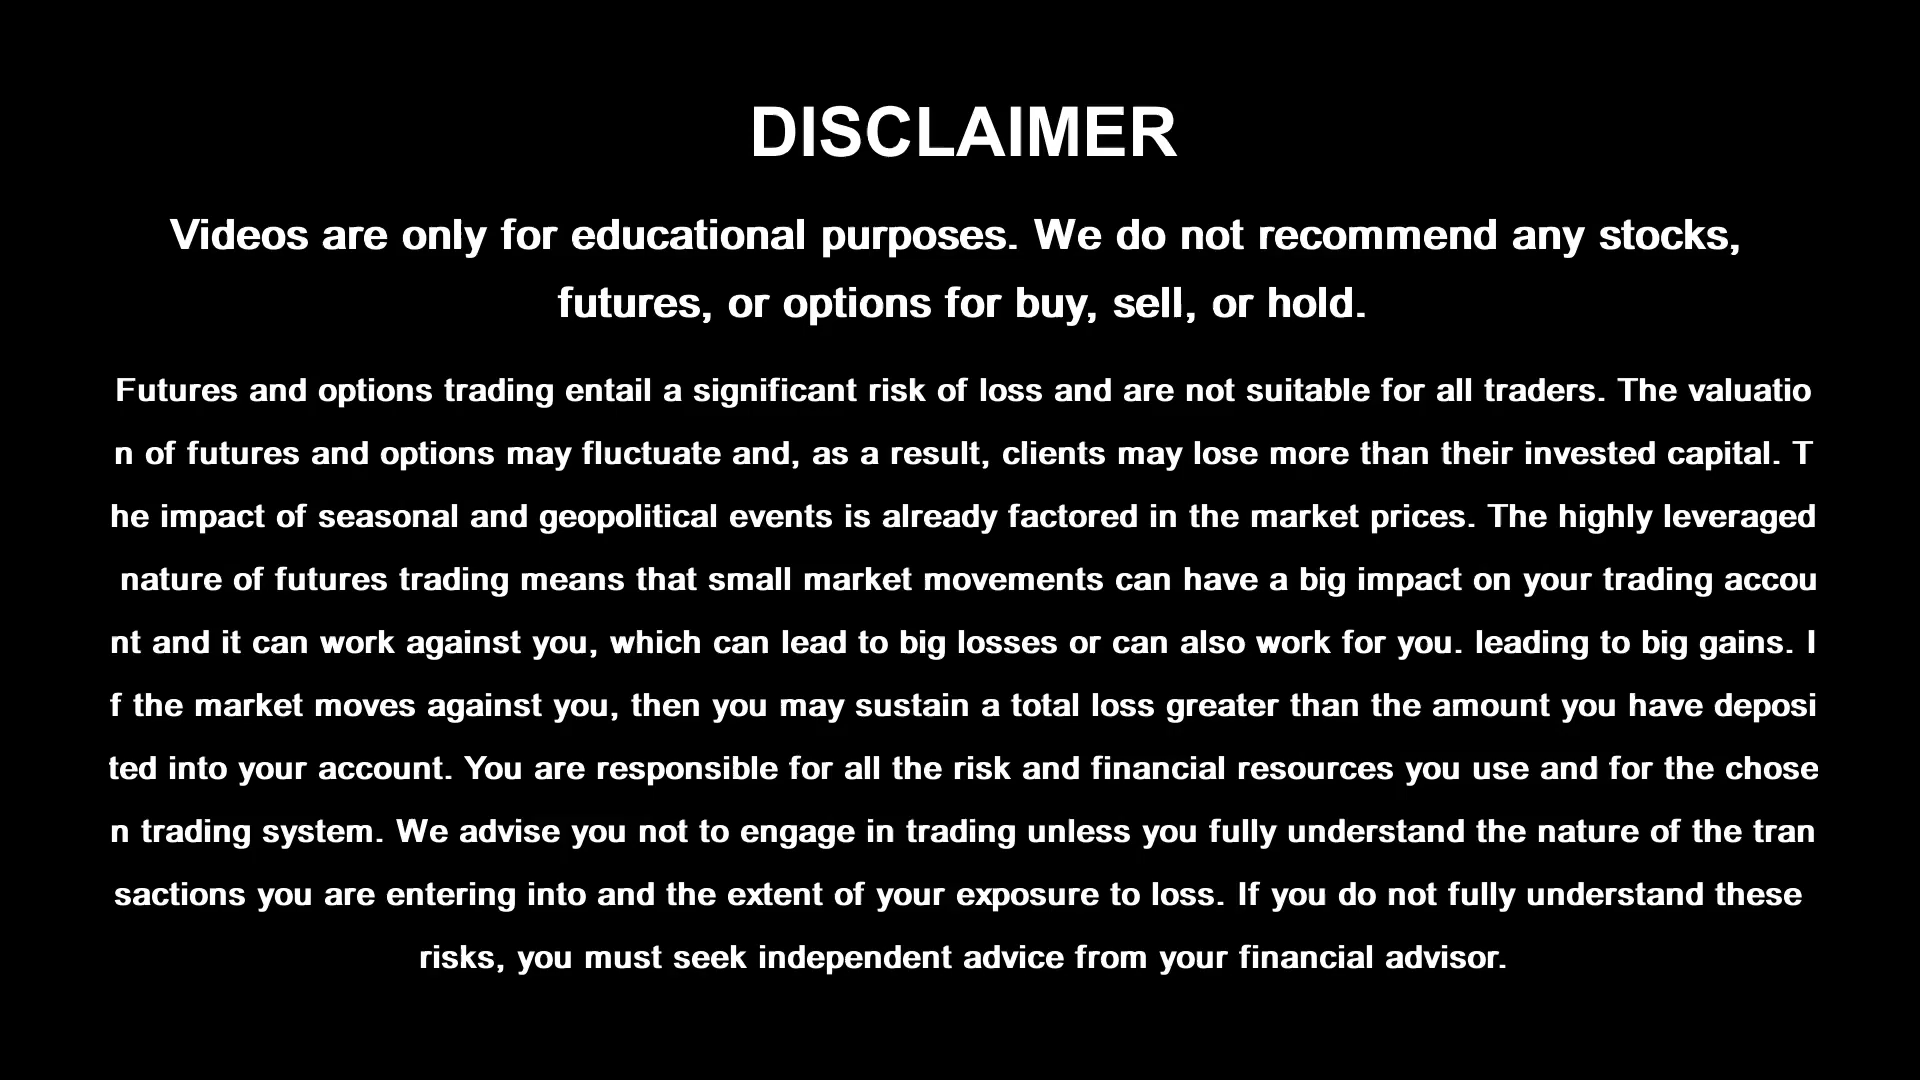 DISCLAIMER
Videos are only for educational purposes. We do not recommend any stocks,
futures, or options for buy, sell, or hold.
Futures and options trading entail a significant risk of loss and are not suitable for all traders. The valuatio
n of futures and options may fluctuate and, as a result, clients may lose more than their invested capital. T
he impact of seasonal and geopolitical events is already factored in the market prices. The highly leveraged
nature of futures trading means that small market movements can have a big impact on your trading accou
nt and it can work against you, which can lead to big losses or can also work for you. leading to big gains. I
f the market moves against you, then you may sustain a total loss greater than the amount you have deposi
ted into your account. You are responsible for all the risk and financial resources you use and for the chose
n trading system. We advise you not to engage in trading unless you fully understand the nature of the tran
sactions you are entering into and the extent of your exposure to loss. If you do not fully understand these
risks, you must seek independent advice from your financial advisor.